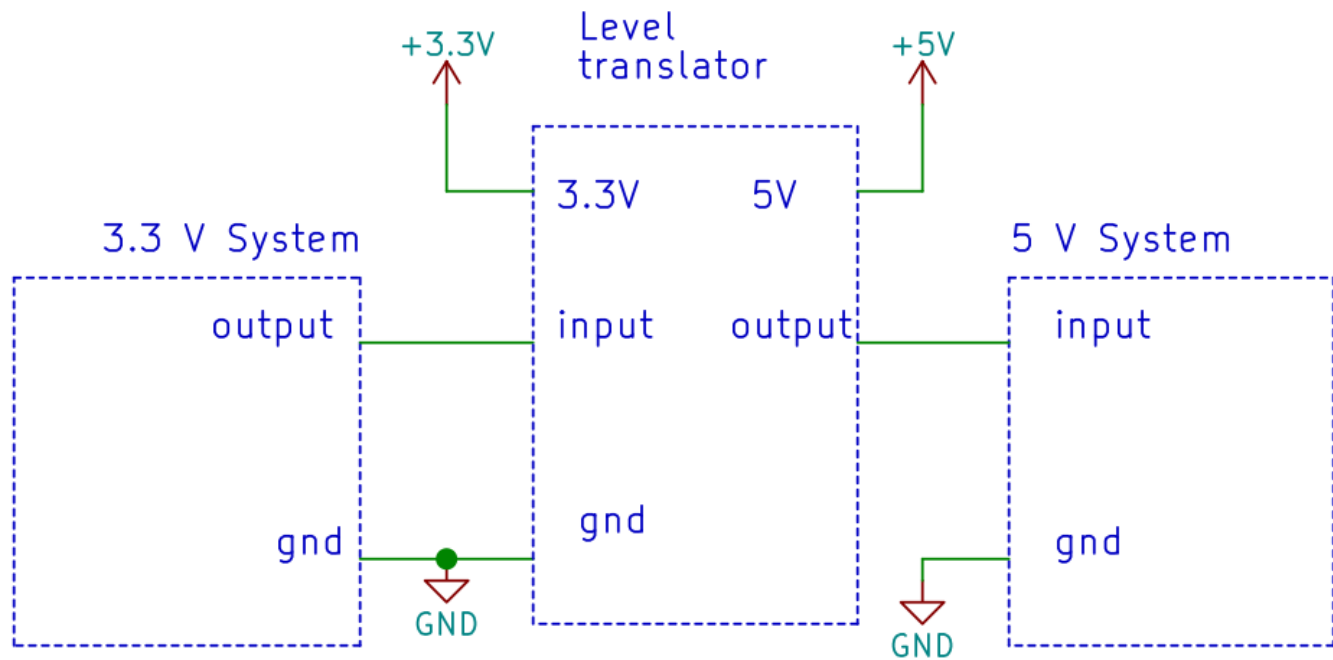 Level
translator
+3.3V
+5V
3.3V
5V
3.3 V System
5 V System
output
input
output
input
gnd
gnd
gnd
GND
GND